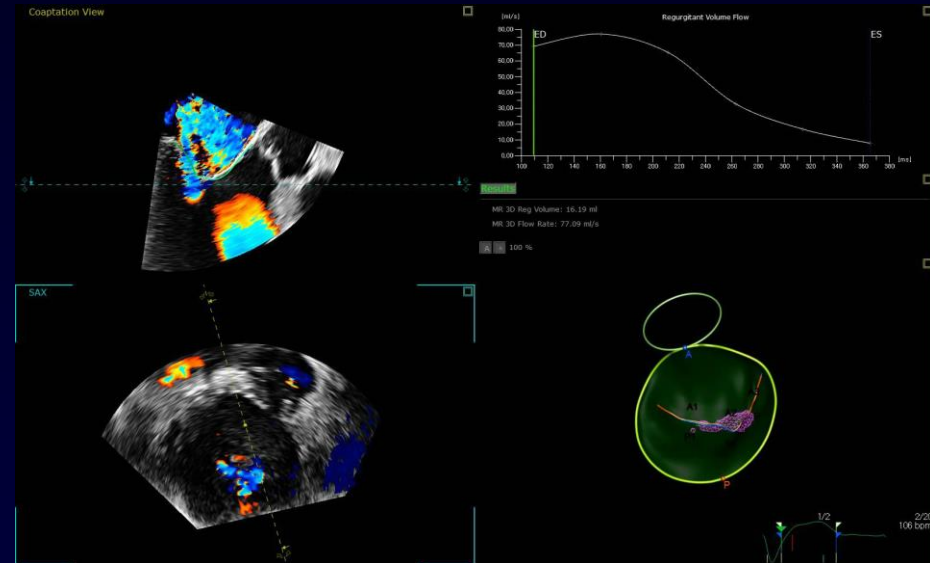 Coaptation View
Regurgitant Volume Flow
[ml/s]
80,00
70,00
60,00
50,00
40,00
30,00
20,00
10,00
0,00
ED
ES
100 120 140 160 180 200 220 240 260 280 300 320 340 360 380
[ms]
Results
MR 3D Reg Volume: 16.19 ml
MR 3D Flow Rate: 77.09 ml/s
A
100 %
SAX
A
A1
P
1/2
2/20
106 bpm